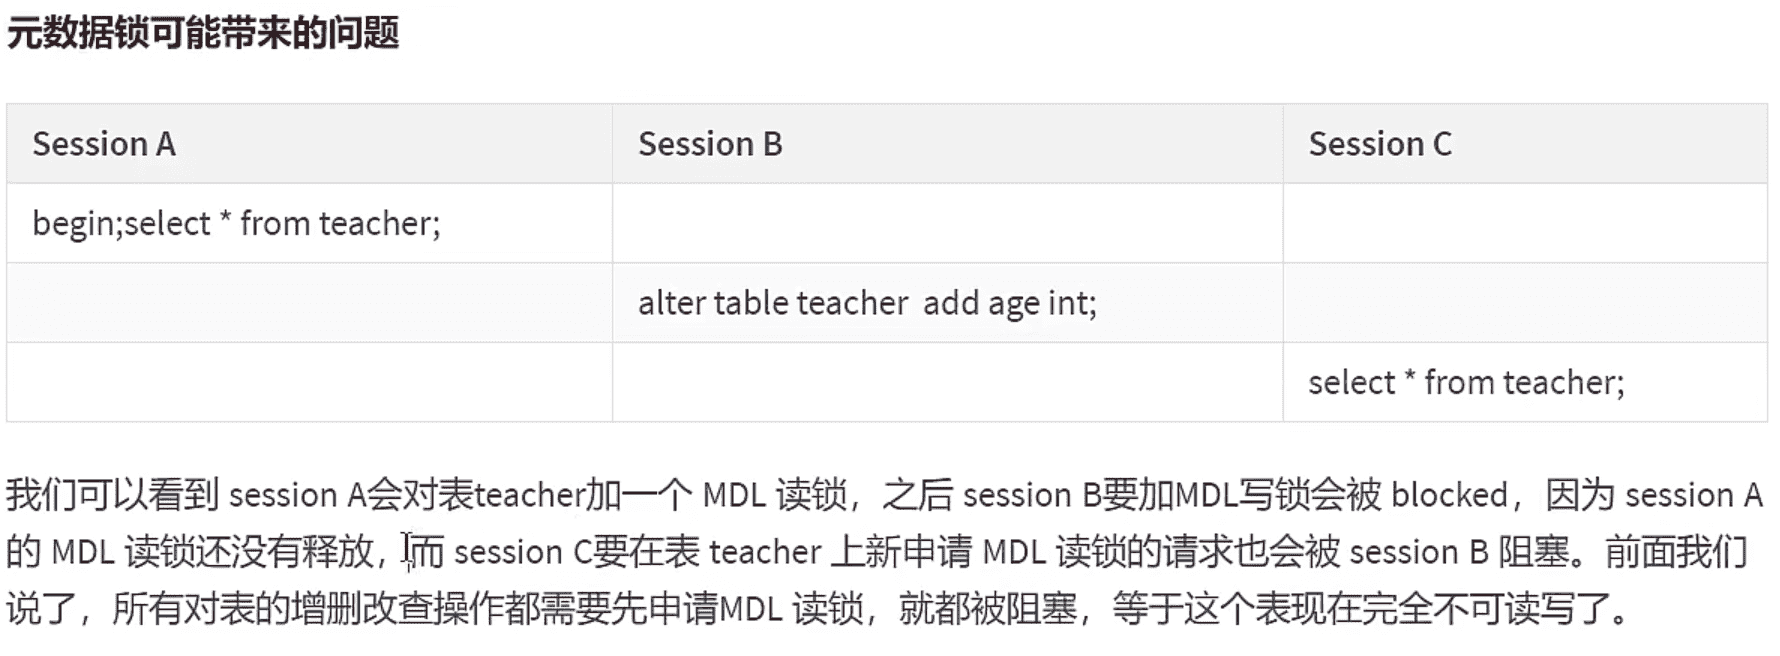 元数据锁可能带来的问题
Session A Session B Session C
begin;select * from teacher;
alter table teacher add age int;
select * from teacher;
我们可以看到 session A会对表teacher加一个 MDL 读锁，之后 session B要加MDL写锁会被 blocked，因为 session A
的 MDL 读锁还没有释放，而 session C要在表 teacher 上新申请 MDL 读锁的请求也会被 session B 阻塞。前面我们
说了，所有对表的增删改查操作都需要先申请MDL 读锁，就都被阻塞，等于这个表现在完全不可读写了。